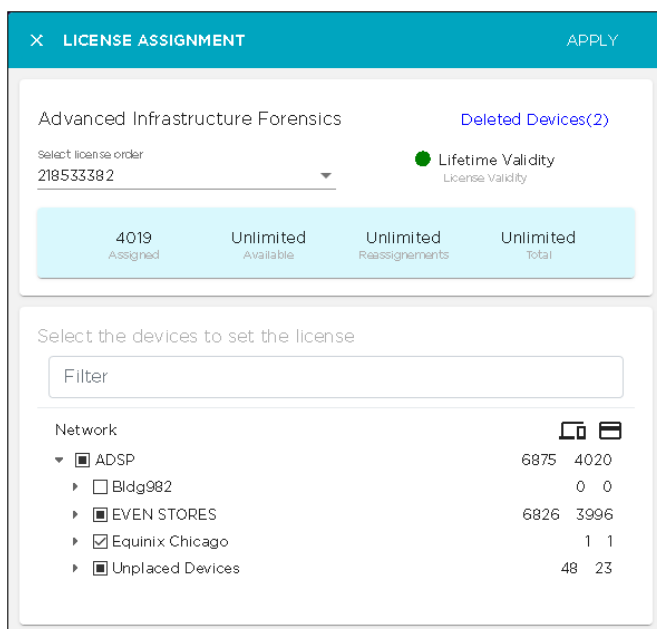 LICENSE ASSIGNMENT APPLY
Advanced Infrastructure Forensics Deleted Devices(2)
Select license order
218533382
Lifetime Validity
License Validity
4019 Unlimited Unlimited Unlimited
Assigned Available Reassignements Total
Select the devices to set the license
Filter
Network
ADSP 6875 4020
Bldg982 0 0
EVEN STORES 6826 3996
Equinix Chicago 1 1
Unplaced Devices 48 23